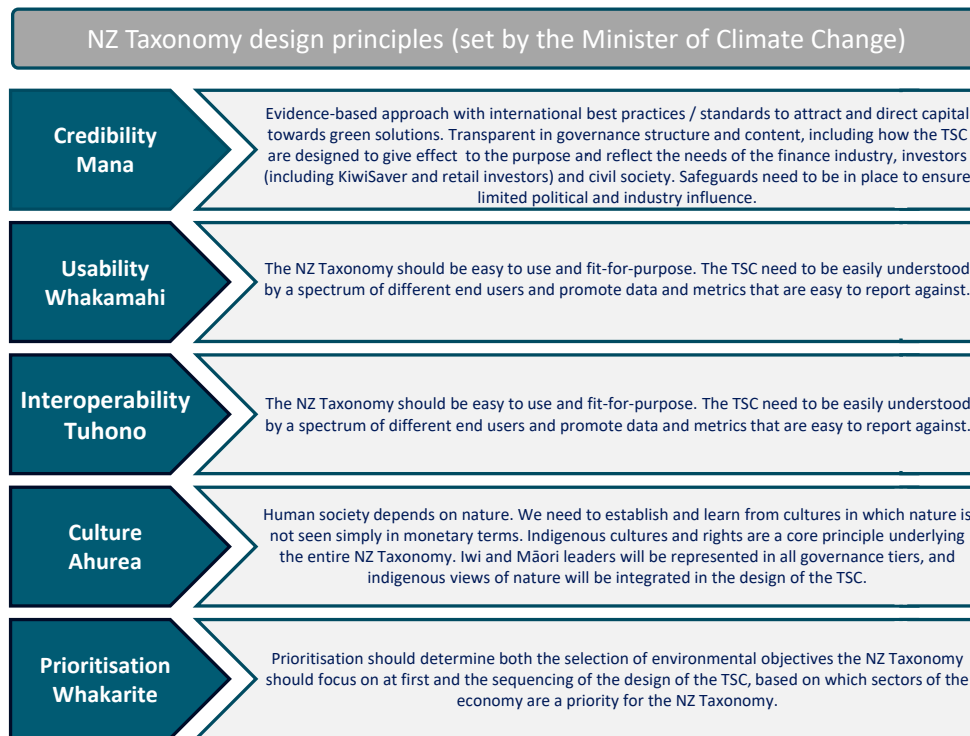 NZ Taxonomy design principles (set by the Minister of Climate Change)
Credibility
Mana
Evidence-based approach with international best practices / standards to attract and direct capital
towards green solutions. Transparent in governance structure and content, including how the TSC
are designed to give effect to the purpose and reflect the needs of the finance industry, investors
(including KiwiSaver and retail investors) and civil society. Safeguards need to be in place to ensure
limited political and industry influence.
Usability
Whakamahi
The NZ Taxonomy should be easy to use and fit-for-purpose. The TSC need to be easily understood
by a spectrum of different end users and promote data and metrics that are easy to report against.
Interoperability
Tuhono
The NZ Taxonomy should be easy to use and fit-for-purpose. The TSC need to be easily understood
by a spectrum of different end users and promote data and metrics that are easy to report against.
Culture
Ahurea
Human society depends on nature. We need to establish and learn from cultures in which nature is
not seen simply in monetary terms. Indigenous cultures and rights are a core principle underlying
the entire NZ Taxonomy. Iwi and Māori leaders will be represented in all governance tiers, and
indigenous views of nature will be integrated in the design of the TSC.
Prioritisation
Whakarite
Prioritisation should determine both the selection of environmental objectives the NZ Taxonomy
should focus on at first and the sequencing of the design of the TSC, based on which sectors of the
economy are a priority for the NZ Taxonomy.